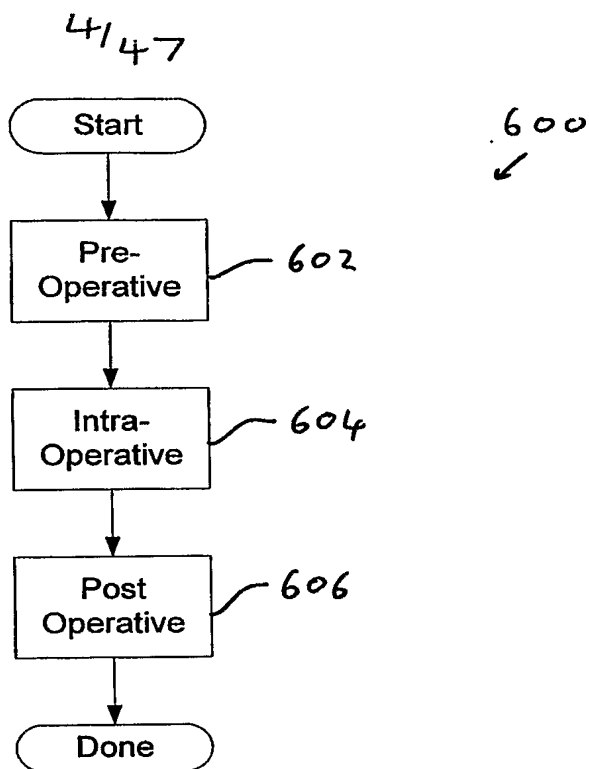 4/47
Start
600
Pre-
Operative
602
Intra-
Operative
604
Post
Operative
606
Done